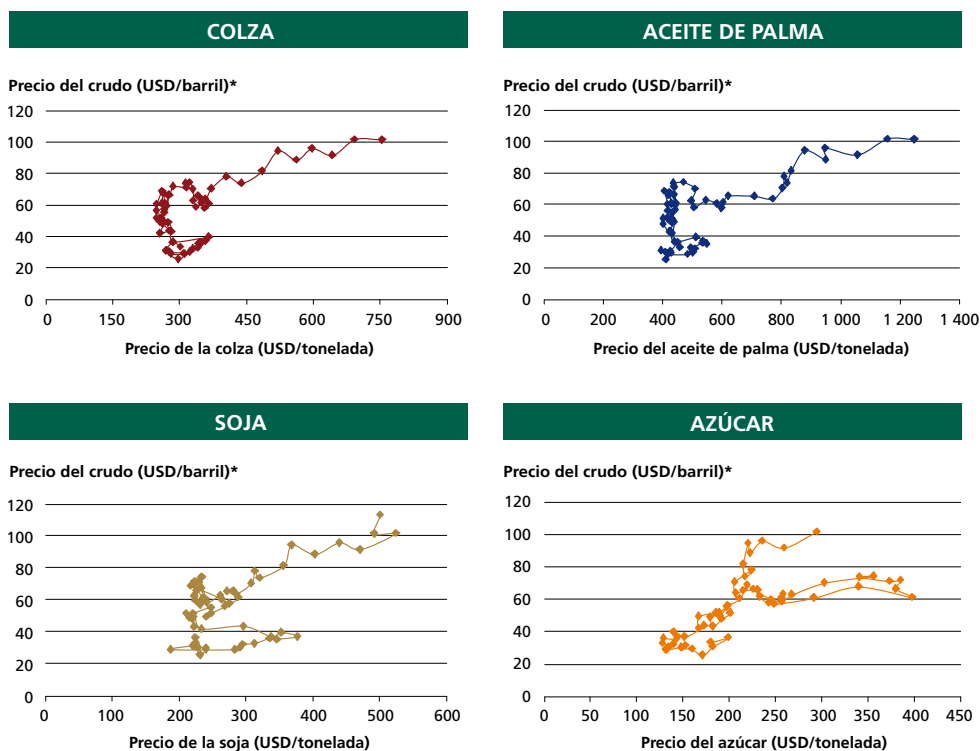 COLZA
Precio del crudo (USD/barril)*
120
100
80
60
40
20
0
0 150 300 450 600 750 900
Precio de la colza (USD/tonelada)
ACEITE DE PALMA
Precio del crudo (USD/barril)*
120
100
80
60
40
20
0
0 200 400 600 800 1 000 1 200 1 400
Precio del aceite de palma (USD/tonelada)
SOJA
Precio del crudo (USD/barril)*
120
100
80
60
40
20
0
0 100 200 300 400 500 600
Precio de la soja (USD/tonelada)
AZÚCAR
Precio del crudo (USD/barril)*
120
100
80
60
40
20
0
0 50 100 150 200 250 300 350 400 450
Precio del azúcar (USD/tonelada)